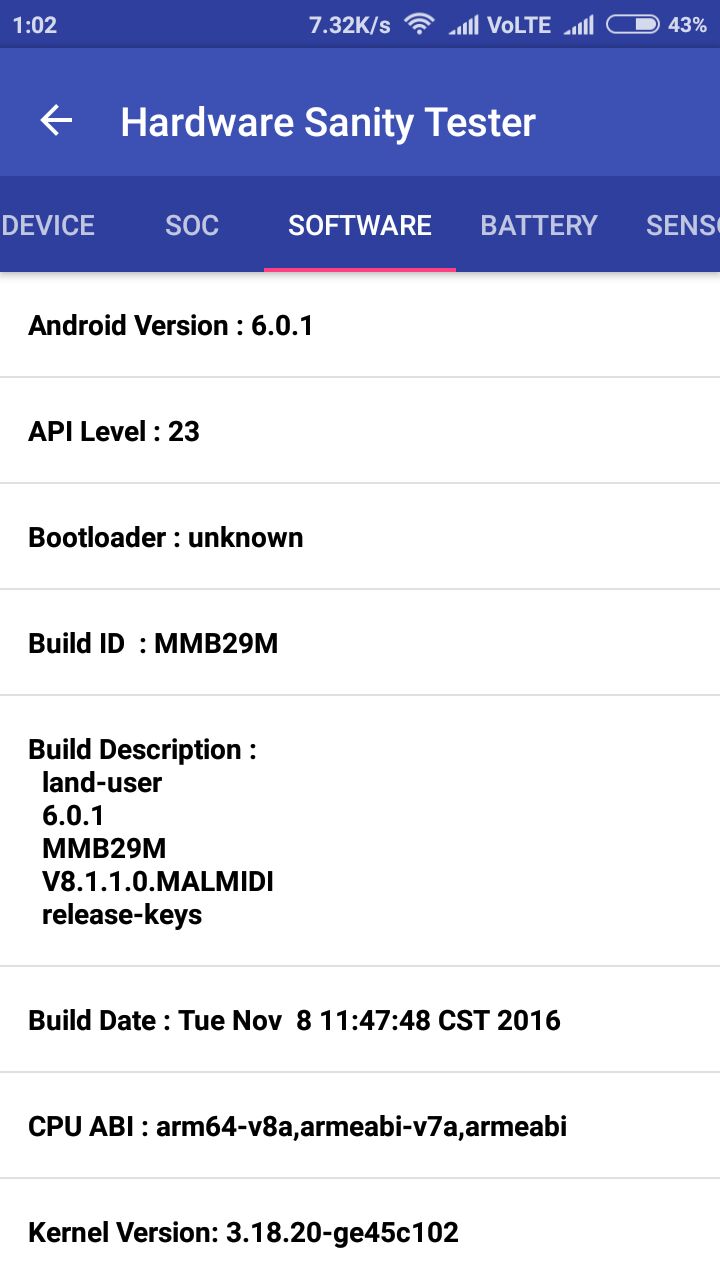 1:02 7.32K/s VoLTE 43%
Hardware Sanity Tester
DEVICE SOC SOFTWARE BATTERY SENSO
Android Version : 6.0.1
API Level : 23
Bootloader : unknown
Build ID  : MMB29M
Build Description :
land-user
6.0.1
MMB29M
V8.1.1.0.MALMIDI
release-keys
Build Date : Tue Nov  8 11:47:48 CST 2016
CPU ABI : arm64-v8a,armeabi-v7a,armeabi
Kernel Version: 3.18.20-ge45c102